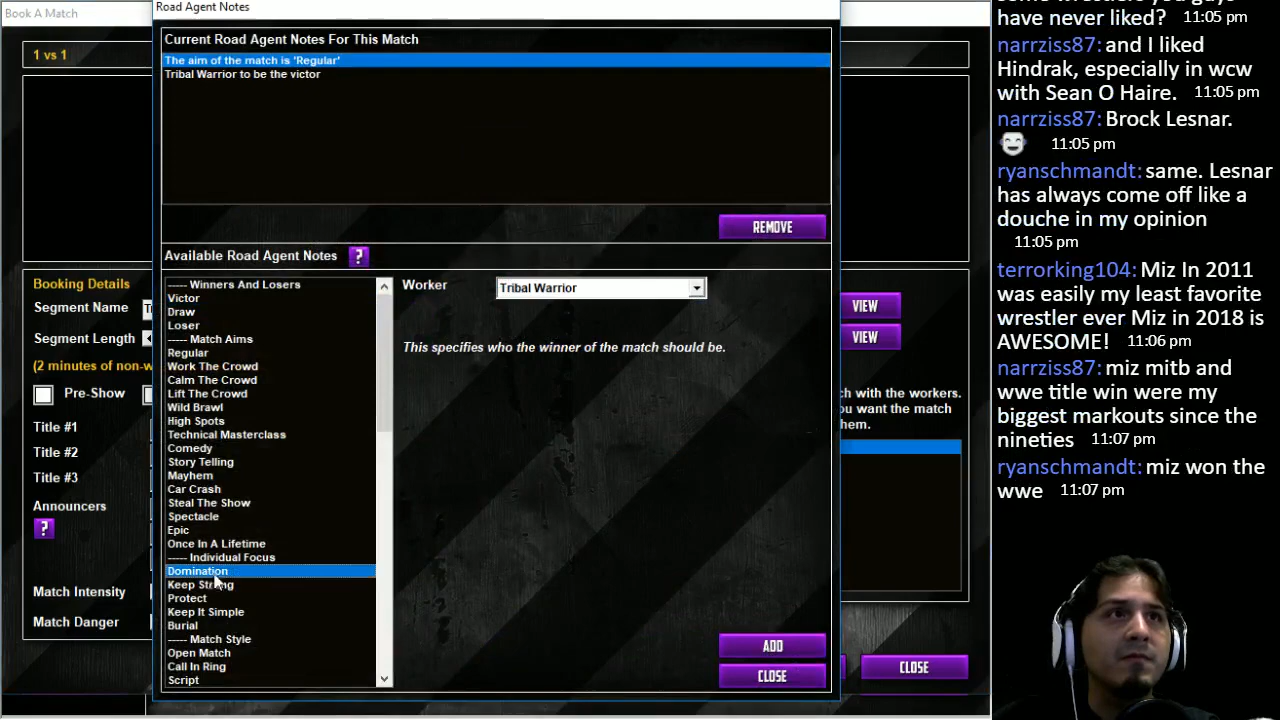 Book A Match
Road Agent Notes
1 vs 1
Current Road Agent Notes For This Match
The aim of the match is 'Regular'
Tribal Warrior to be the victor
REMOVE
Available Road Agent Notes ?
----- Winners And Losers
Victor
Draw
Loser
----- Match Aims
Regular
Work The Crowd
Calm The Crowd
Lift The Crowd
Wild Brawl
High Spots
Technical Masterclass
Comedy
Story Telling
Mayhem
Car Crash
Steal The Show
Spectacle
Epic
Once In A Lifetime
----- Individual Focus
Domination
Keep Strong
Protect
Keep It Simple
Burial
----- Match Style
Open Match
Call In Ring
Script
Worker
Tribal Warrior
This specifies who the winner of the match should be.
ADD
CLOSE
Booking Details
Segment Name
Segment Length
(2 minutes of non-w
Pre-Show
Title #1
Title #2
Title #3
Announcers
?
Match Intensity
Match Danger
VIEW
VIEW
ch with the workers.
ou want the match
hem.
CLOSE
have never liked? 11:05 pm
narrziss87: and I liked
Hindrak, especially in wcw
with Sean O Haire. 11:05 pm
narrziss87: Brock Lesnar.
11:05 pm
ryanschmandt: same. Lesnar
has always come off like a
douche in my opinion
11:05 pm
terrorking104: Miz In 2011
was easily my least favorite
wrestler ever Miz in 2018 is
AWESOME! 11:06 pm
narrziss87: miz mitb and
wwe title win were my
biggest markouts since the
nineties 11:07 pm
ryanschmandt: miz won the
wwe 11:07 pm